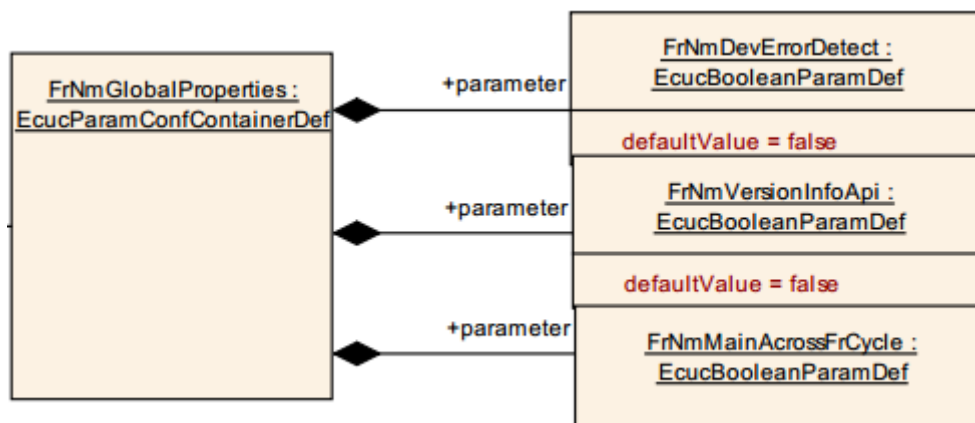 FrNmGlobalProperties :
EcucParamConfContainerDef
+parameter
FrNmDevErrorDetect :
EcucBooleanParamDef
defaultValue = false
+parameter
FrNmVersionInfoApi :
EcucBooleanParamDef
defaultValue = false
+parameter
FrNmMainAcrossFrCycle :
EcucBooleanParamDef